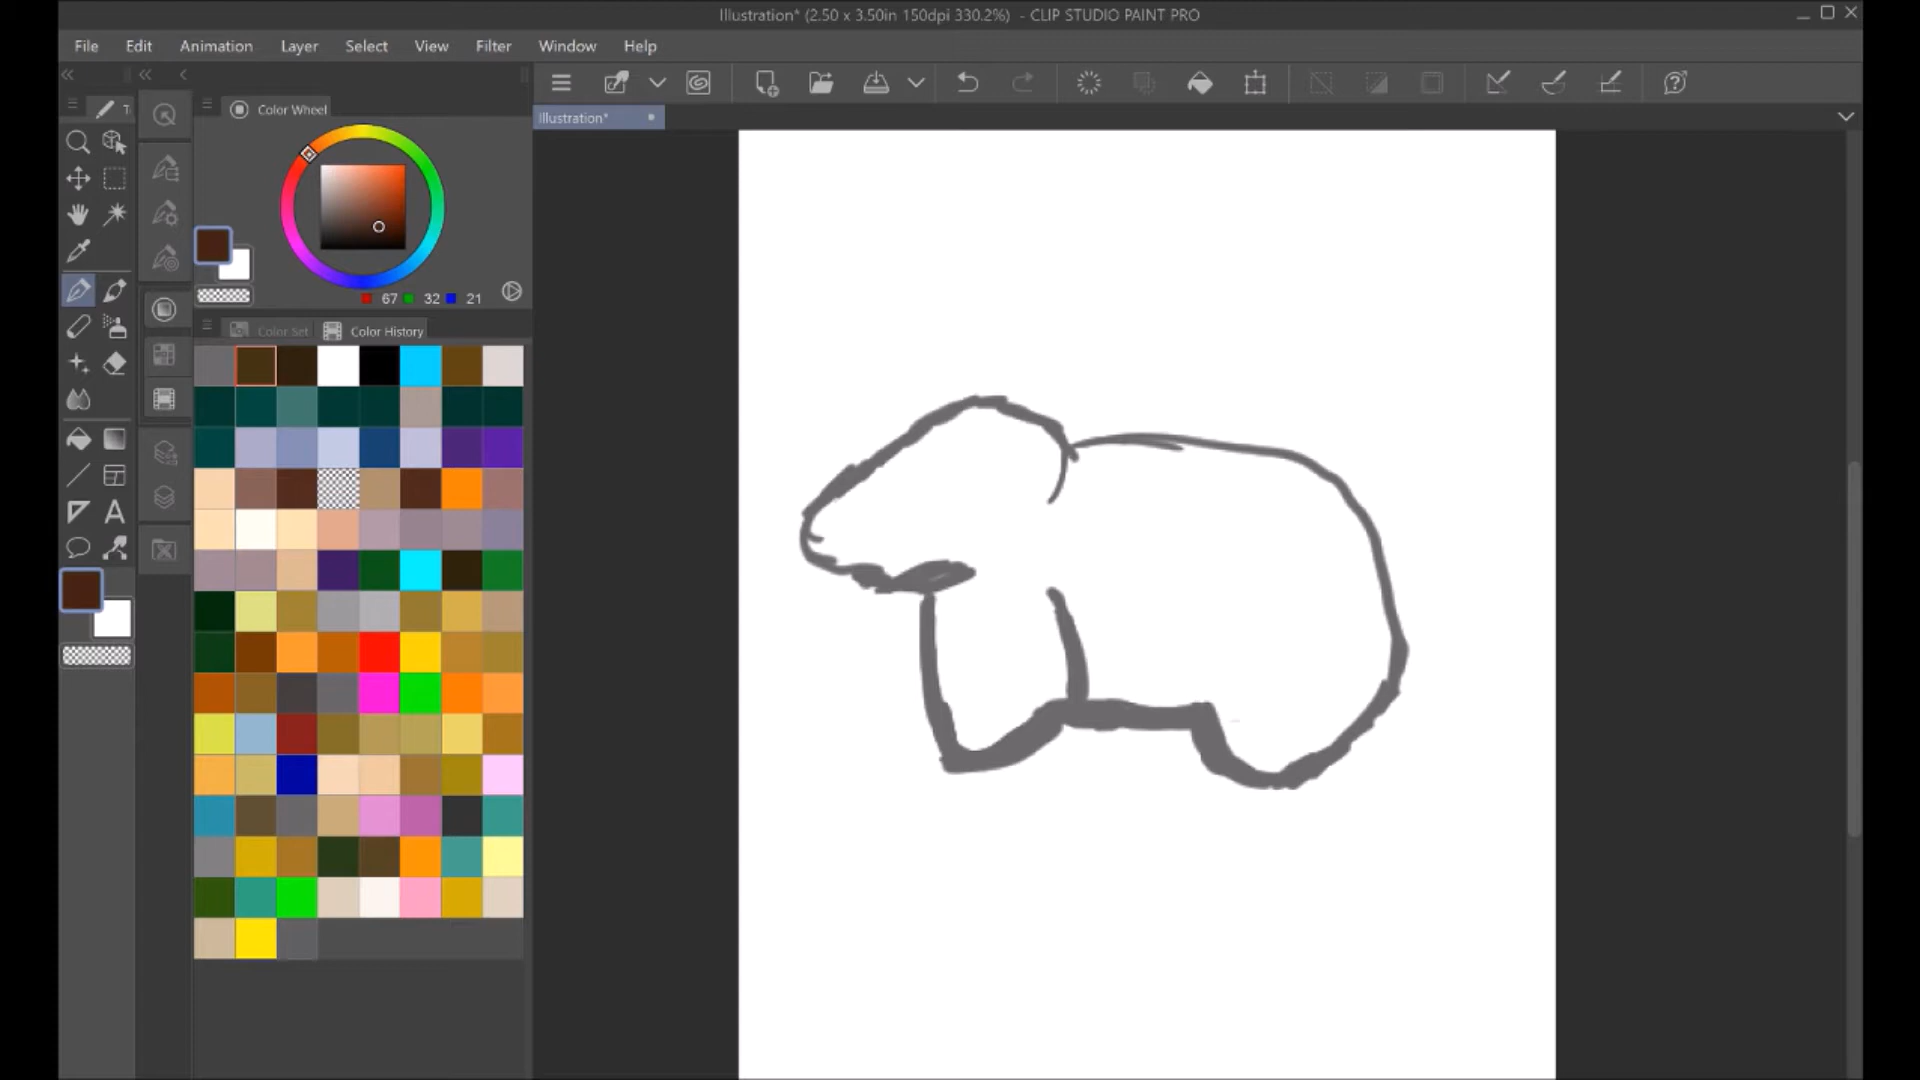 Illustration* (2.50 x 3.50in 150dpi 330.2%) - CLIP STUDIO PAINT PRO
File Edit Animation Layer Select View Filter Window Help
T
Color Wheel
Illustration*
67 32 21
Color Set Color History
A